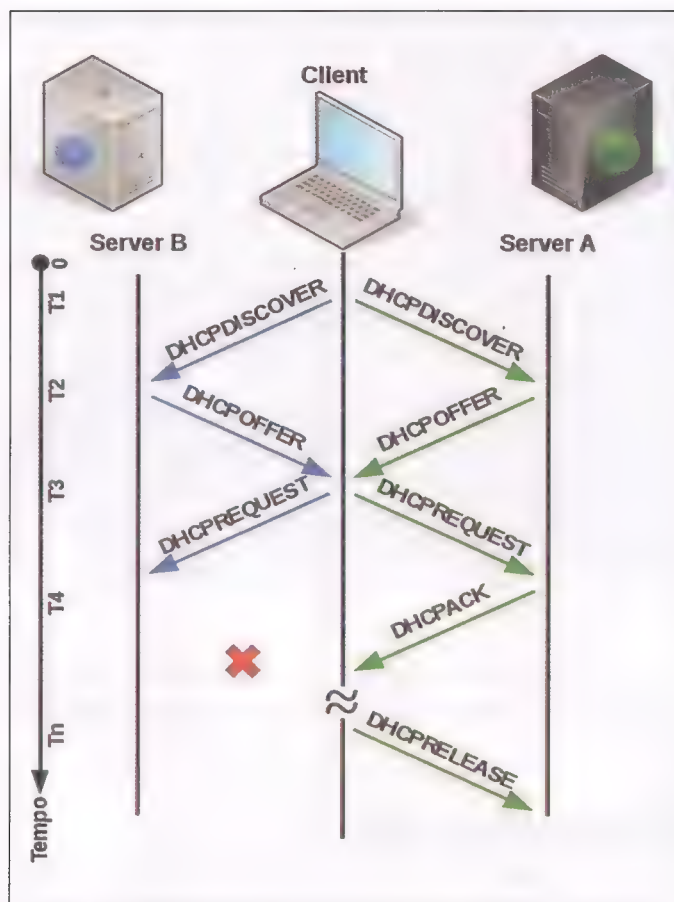 Client
Server B
Server A
0
T1
DHCPDISCOVER
DHCPDISCOVER
T2
DHCPOFFER
DHCPOFFER
T3
DHCPREQUEST
DHCPREQUEST
T4
DHCPACK
Tn
DHCPRELEASE
Tempo